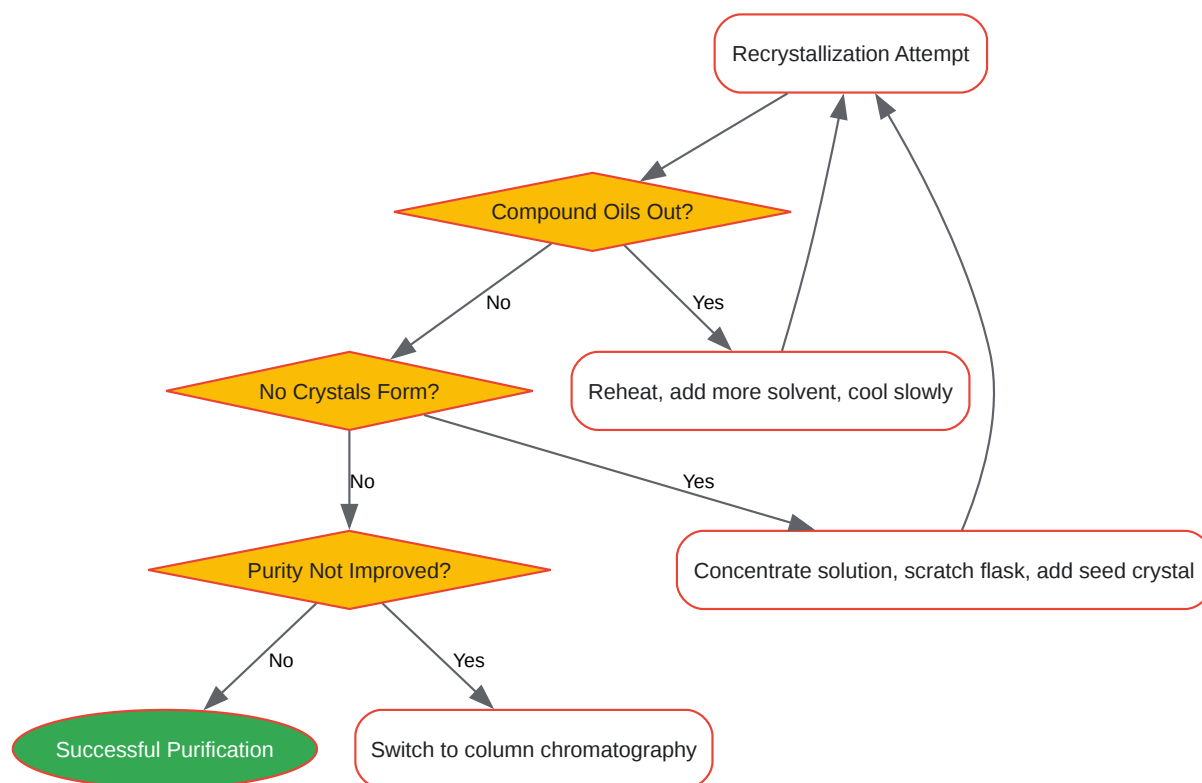 Recrystallization Attempt
Compound Oils Out?
No
Yes
No Crystals Form?
Reheat, add more solvent, cool slowly
No
Yes
Purity Not Improved?
Concentrate solution, scratch flask, add seed crystal
No
Yes
Successful Purification
Switch to column chromatography